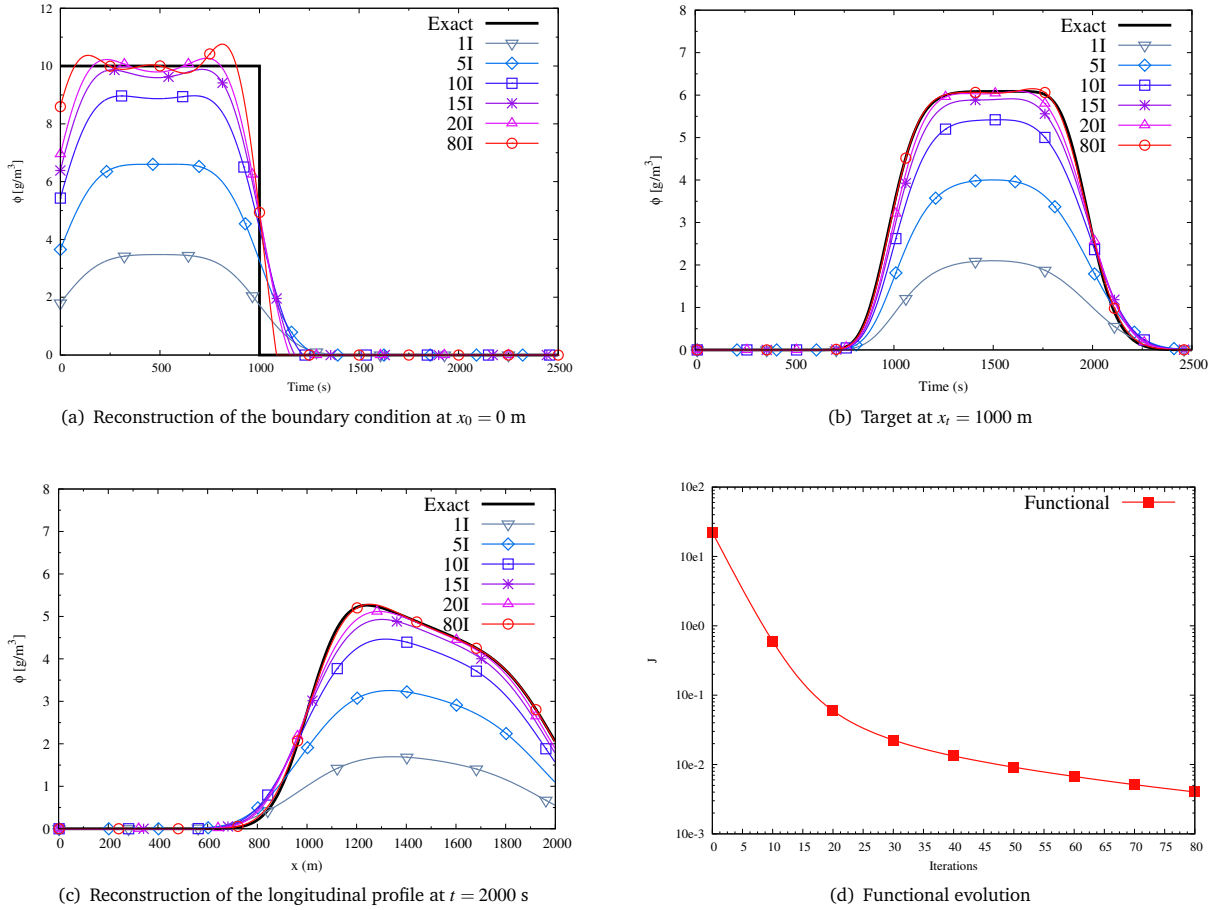 12
10
8
6
4
2
0
0
500
1000
1500
2000
2500
ϕ [g/m³]
Time (s)
Exact
1I
5I
10I
15I
20I
80I
(a) Reconstruction of the boundary condition at x₀ = 0 m
8
7
6
5
4
3
2
1
0
0
500
1000
1500
2000
2500
ϕ [g/m³]
Time (s)
Exact
1I
5I
10I
15I
20I
80I
(b) Target at xₜ = 1000 m
8
7
6
5
4
3
2
1
0
0
200
400
600
800
1000
1200
1400
1600
1800
2000
ϕ [g/m³]
x (m)
Exact
1I
5I
10I
15I
20I
80I
(c) Reconstruction of the longitudinal profile at t = 2000 s
10e2
10e1
10e0
10e-1
10e-2
10e-3
0
5
10
15
20
25
30
35
40
45
50
55
60
65
70
75
80
J
Iterations
Functional
(d) Functional evolution